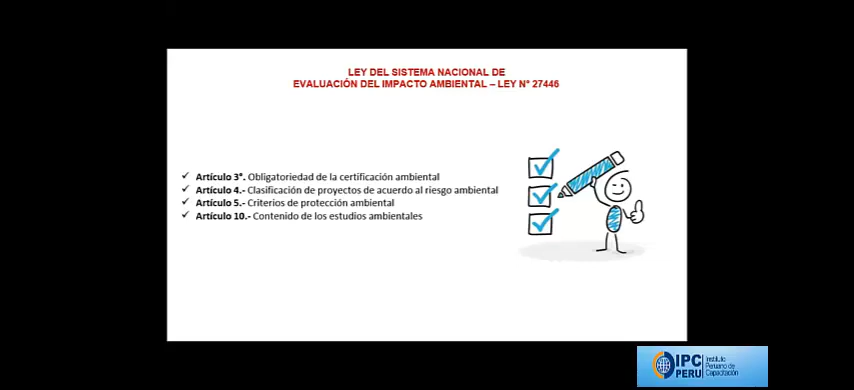 LEY DEL SISTEMA NACIONAL DE
EVALUACIÓN DEL IMPACTO AMBIENTAL – LEY N° 27446
✓ Artículo 3°. Obligatoriedad de la certificación ambiental
✓ Artículo 4.- Clasificación de proyectos de acuerdo al riesgo ambiental
✓ Artículo 5.- Criterios de protección ambiental
✓ Artículo 10.- Contenido de los estudios ambientales
IPC PERU
Instituto
Peruano de
Capacitación